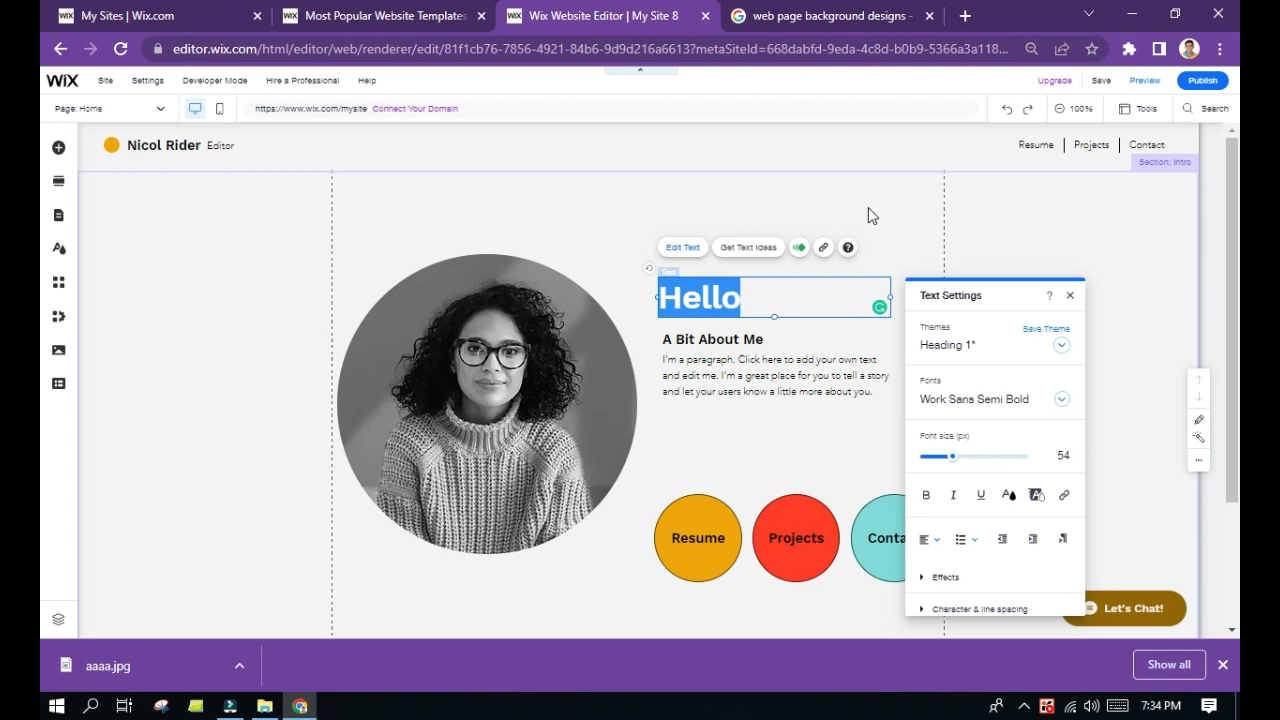 My Sites | Wix.com
Most Popular Website Templates
Wix Website Editor | My Site 8
web page background designs -
editor.wix.com/html/editor/web/renderer/edit/81f1cb76-7856-4921-84b6-9d9d216a6613?metaSiteId=668dabfd-9eda-4c8d-b0b9-5366a3a118...
WiX Site Settings Developer Mode Hire a Professional Help Upgrade Save Preview Publish
Page: Home https://www.wix.com/mysite Connect Your Domain 100% Tools Search
Nicol Rider Editor Resume Projects Contact
Section: Intro
Edit Text Get Text Ideas
Text
Hello
A Bit About Me
I'm a paragraph. Click here to add your own text
and edit me. I'm a great place for you to tell a story
and let your users know a little more about you.
Resume Projects Conta
Text Settings ?
Themes Save Theme
Heading 1*
Fonts
Work Sans Semi Bold
Font size (px)
54
B I U A A
Effects
Character & line spacing
Let's Chat!
aaaa.jpg Show all
7:34 PM